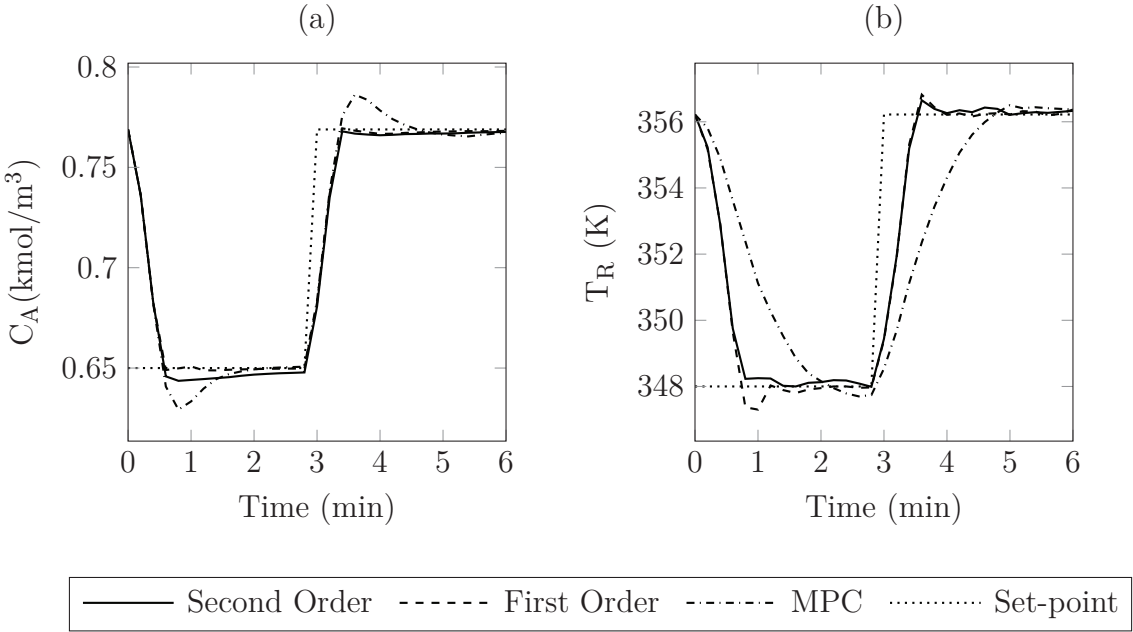 (a)
0.8
0.75
0.7
0.65
C_A(kmol/m³)
0 1 2 3 4 5 6
Time (min)
(b)
356
354
352
350
348
T_R (K)
0 1 2 3 4 5 6
Time (min)
Second Order First Order MPC Set-point